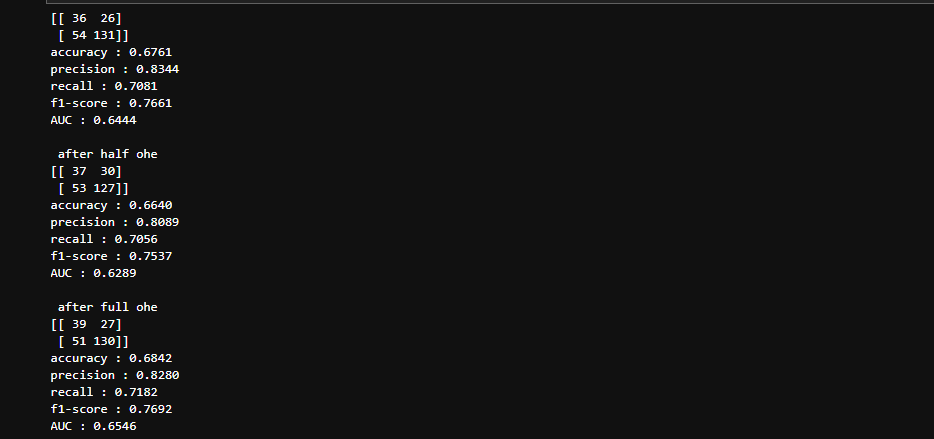 [[ 36  26]
 [ 54 131]]
accuracy : 0.6761
precision : 0.8344
recall : 0.7081
f1-score : 0.7661
AUC : 0.6444
 after half ohe
[[ 37  30]
 [ 53 127]]
accuracy : 0.6640
precision : 0.8089
recall : 0.7056
f1-score : 0.7537
AUC : 0.6289
 after full ohe
[[ 39  27]
 [ 51 130]]
accuracy : 0.6842
precision : 0.8280
recall : 0.7182
f1-score : 0.7692
AUC : 0.6546